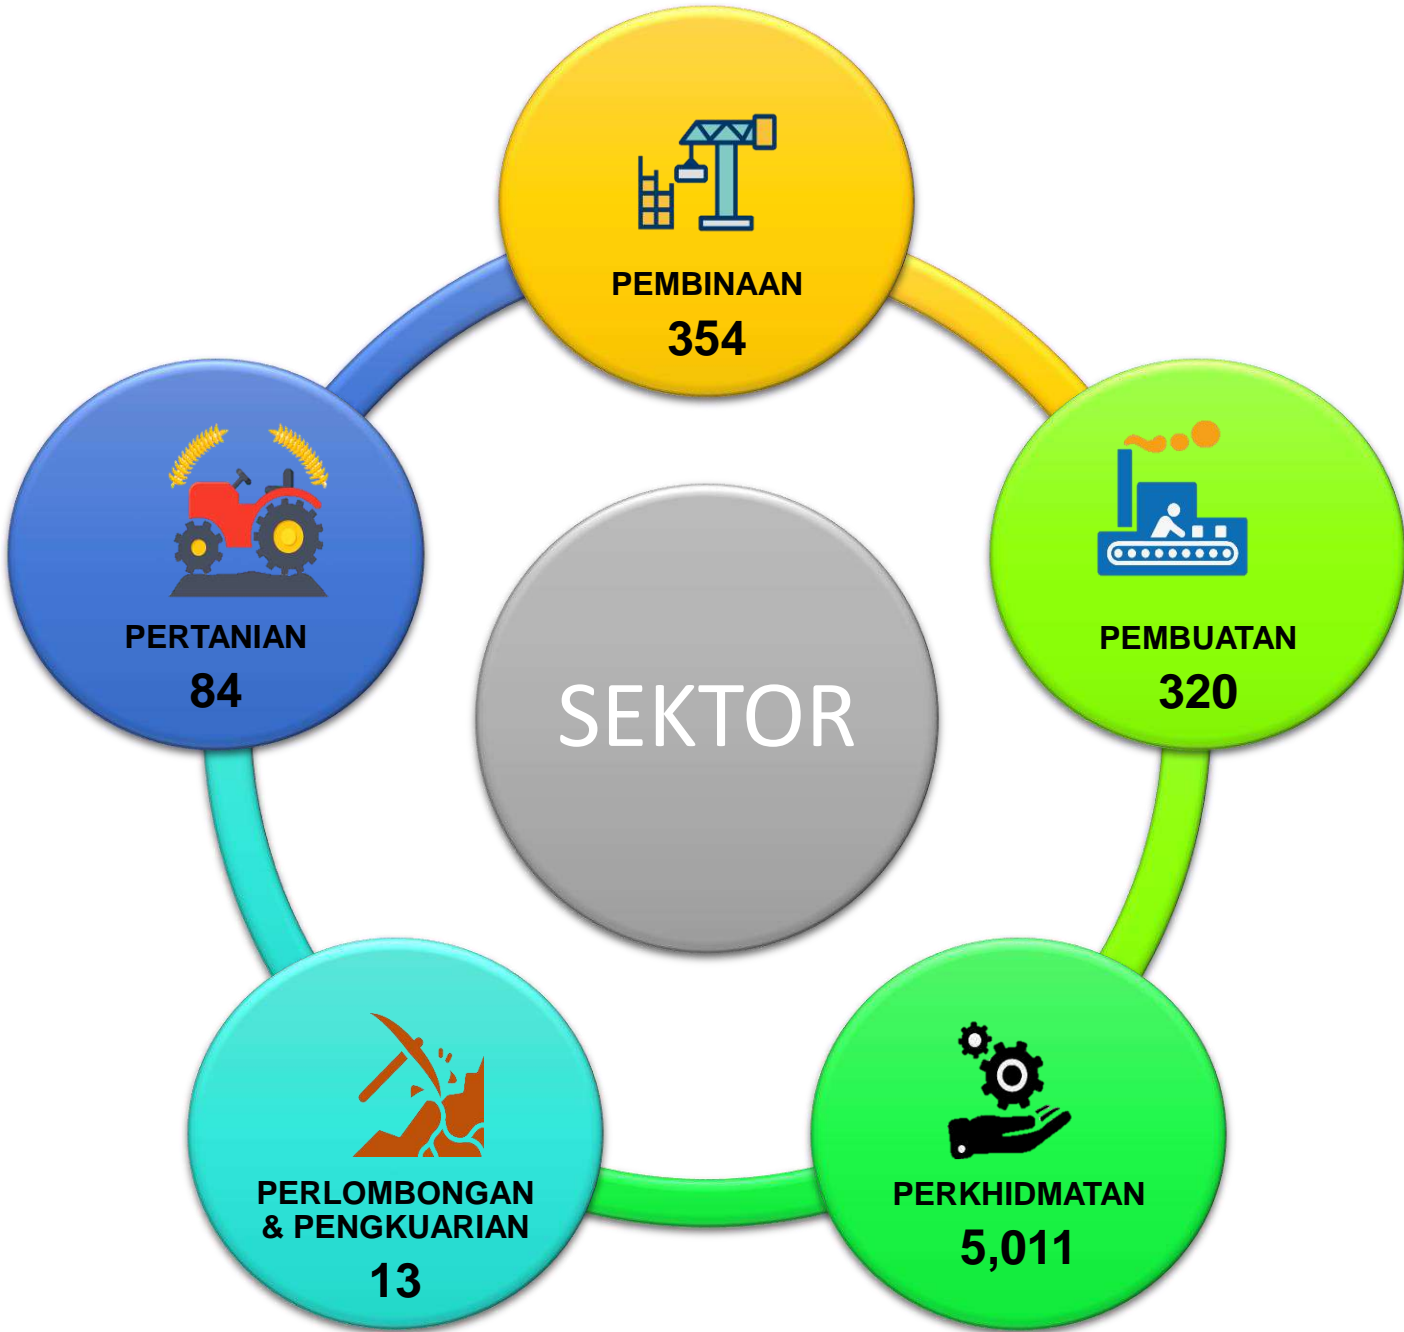 PEMBINAAN
354
PERTANIAN
84
PEMBUATAN
320
SEKTOR
PERLOMBONGAN
& PENGKUARIAN
13
PERKHIDMATAN
5,011